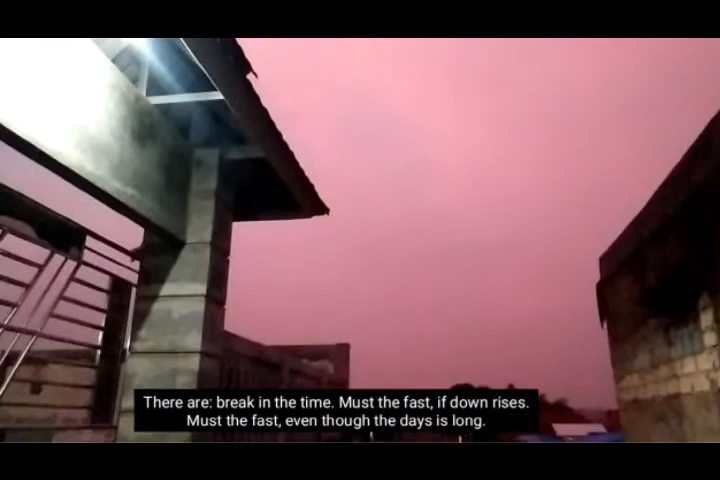 There are: break in the time. Must the fast, if down rises.
Must the fast, even though the days is long.